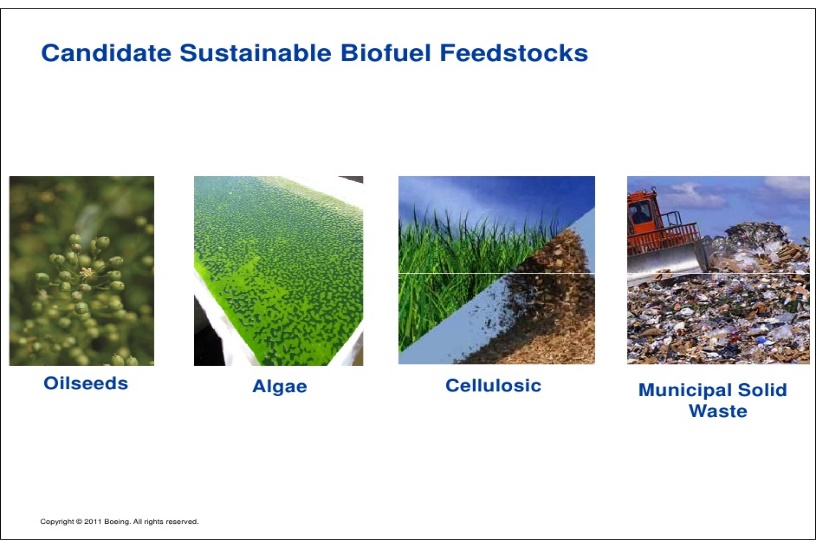 Candidate Sustainable Biofuel Feedstocks
Oilseeds
Algae
Cellulosic
Municipal Solid
Waste
Copyright © 2011 Boeing. All rights reserved.